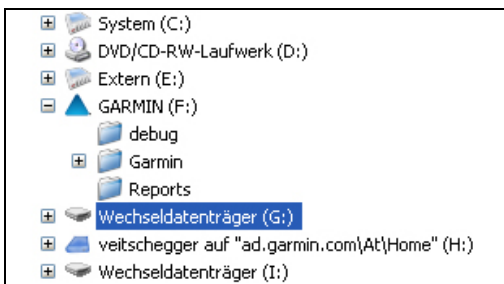 System (C:)
DVD/CD-RW-Laufwerk (D:)
Extern (E:)
GARMIN (F:)
debug
Garmin
Reports
Wechseldatenträger (G:)
veitschegger auf "ad.garmin.com\At\Home" (H:)
Wechseldatenträger (I:)